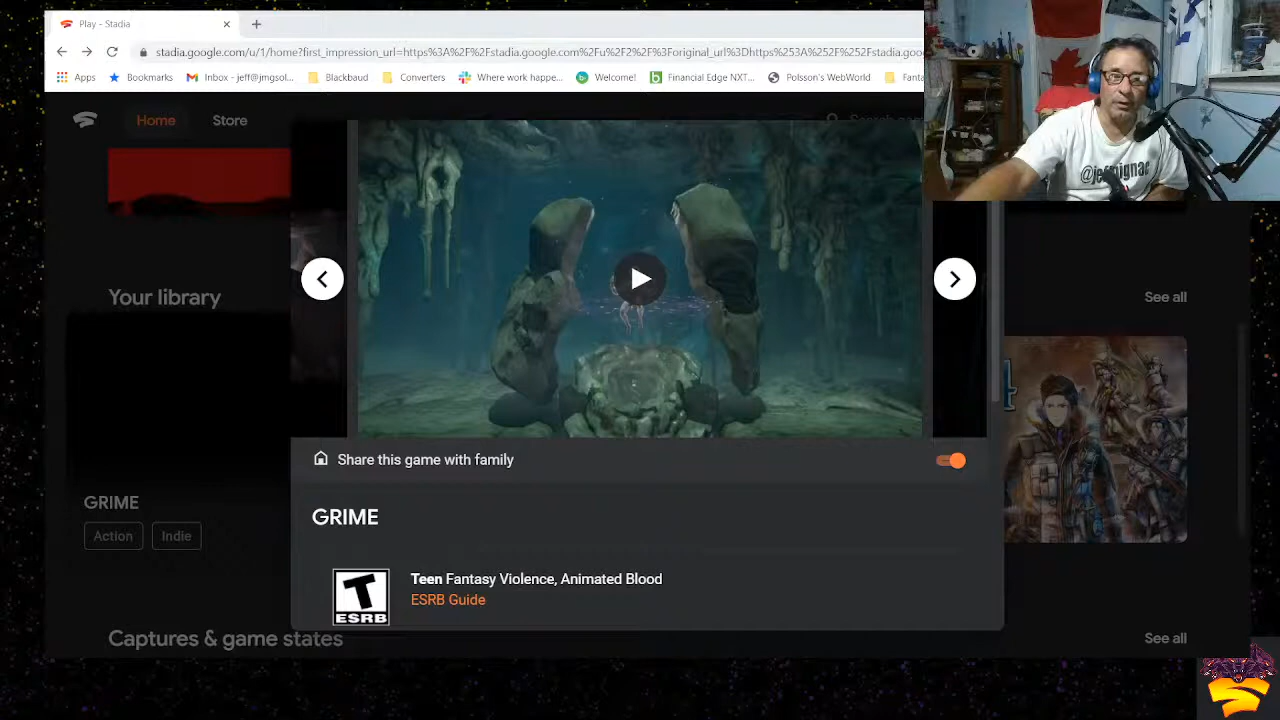 Play - Stadia
stadia.google.com/u/1/home?first_impression_url=https%3A%2F%2Fstadia.google.com%2Fu%2F2%2F%3Foriginal_url%3Dhttps%253A%252F%252Fstadia.goo
Apps Bookmarks Inbox - jeff@jmgsol... Blackbaud Converters Where work happe... Welcome! Financial Edge NXT... Polsson's WebWorld Fanta
Home Store
@jeffmignac
Your library
See all
Share this game with family
GRIME
Action Indie
GRIME
Teen Fantasy Violence, Animated Blood
ESRB Guide
T
ESRB
Captures & game states
See all